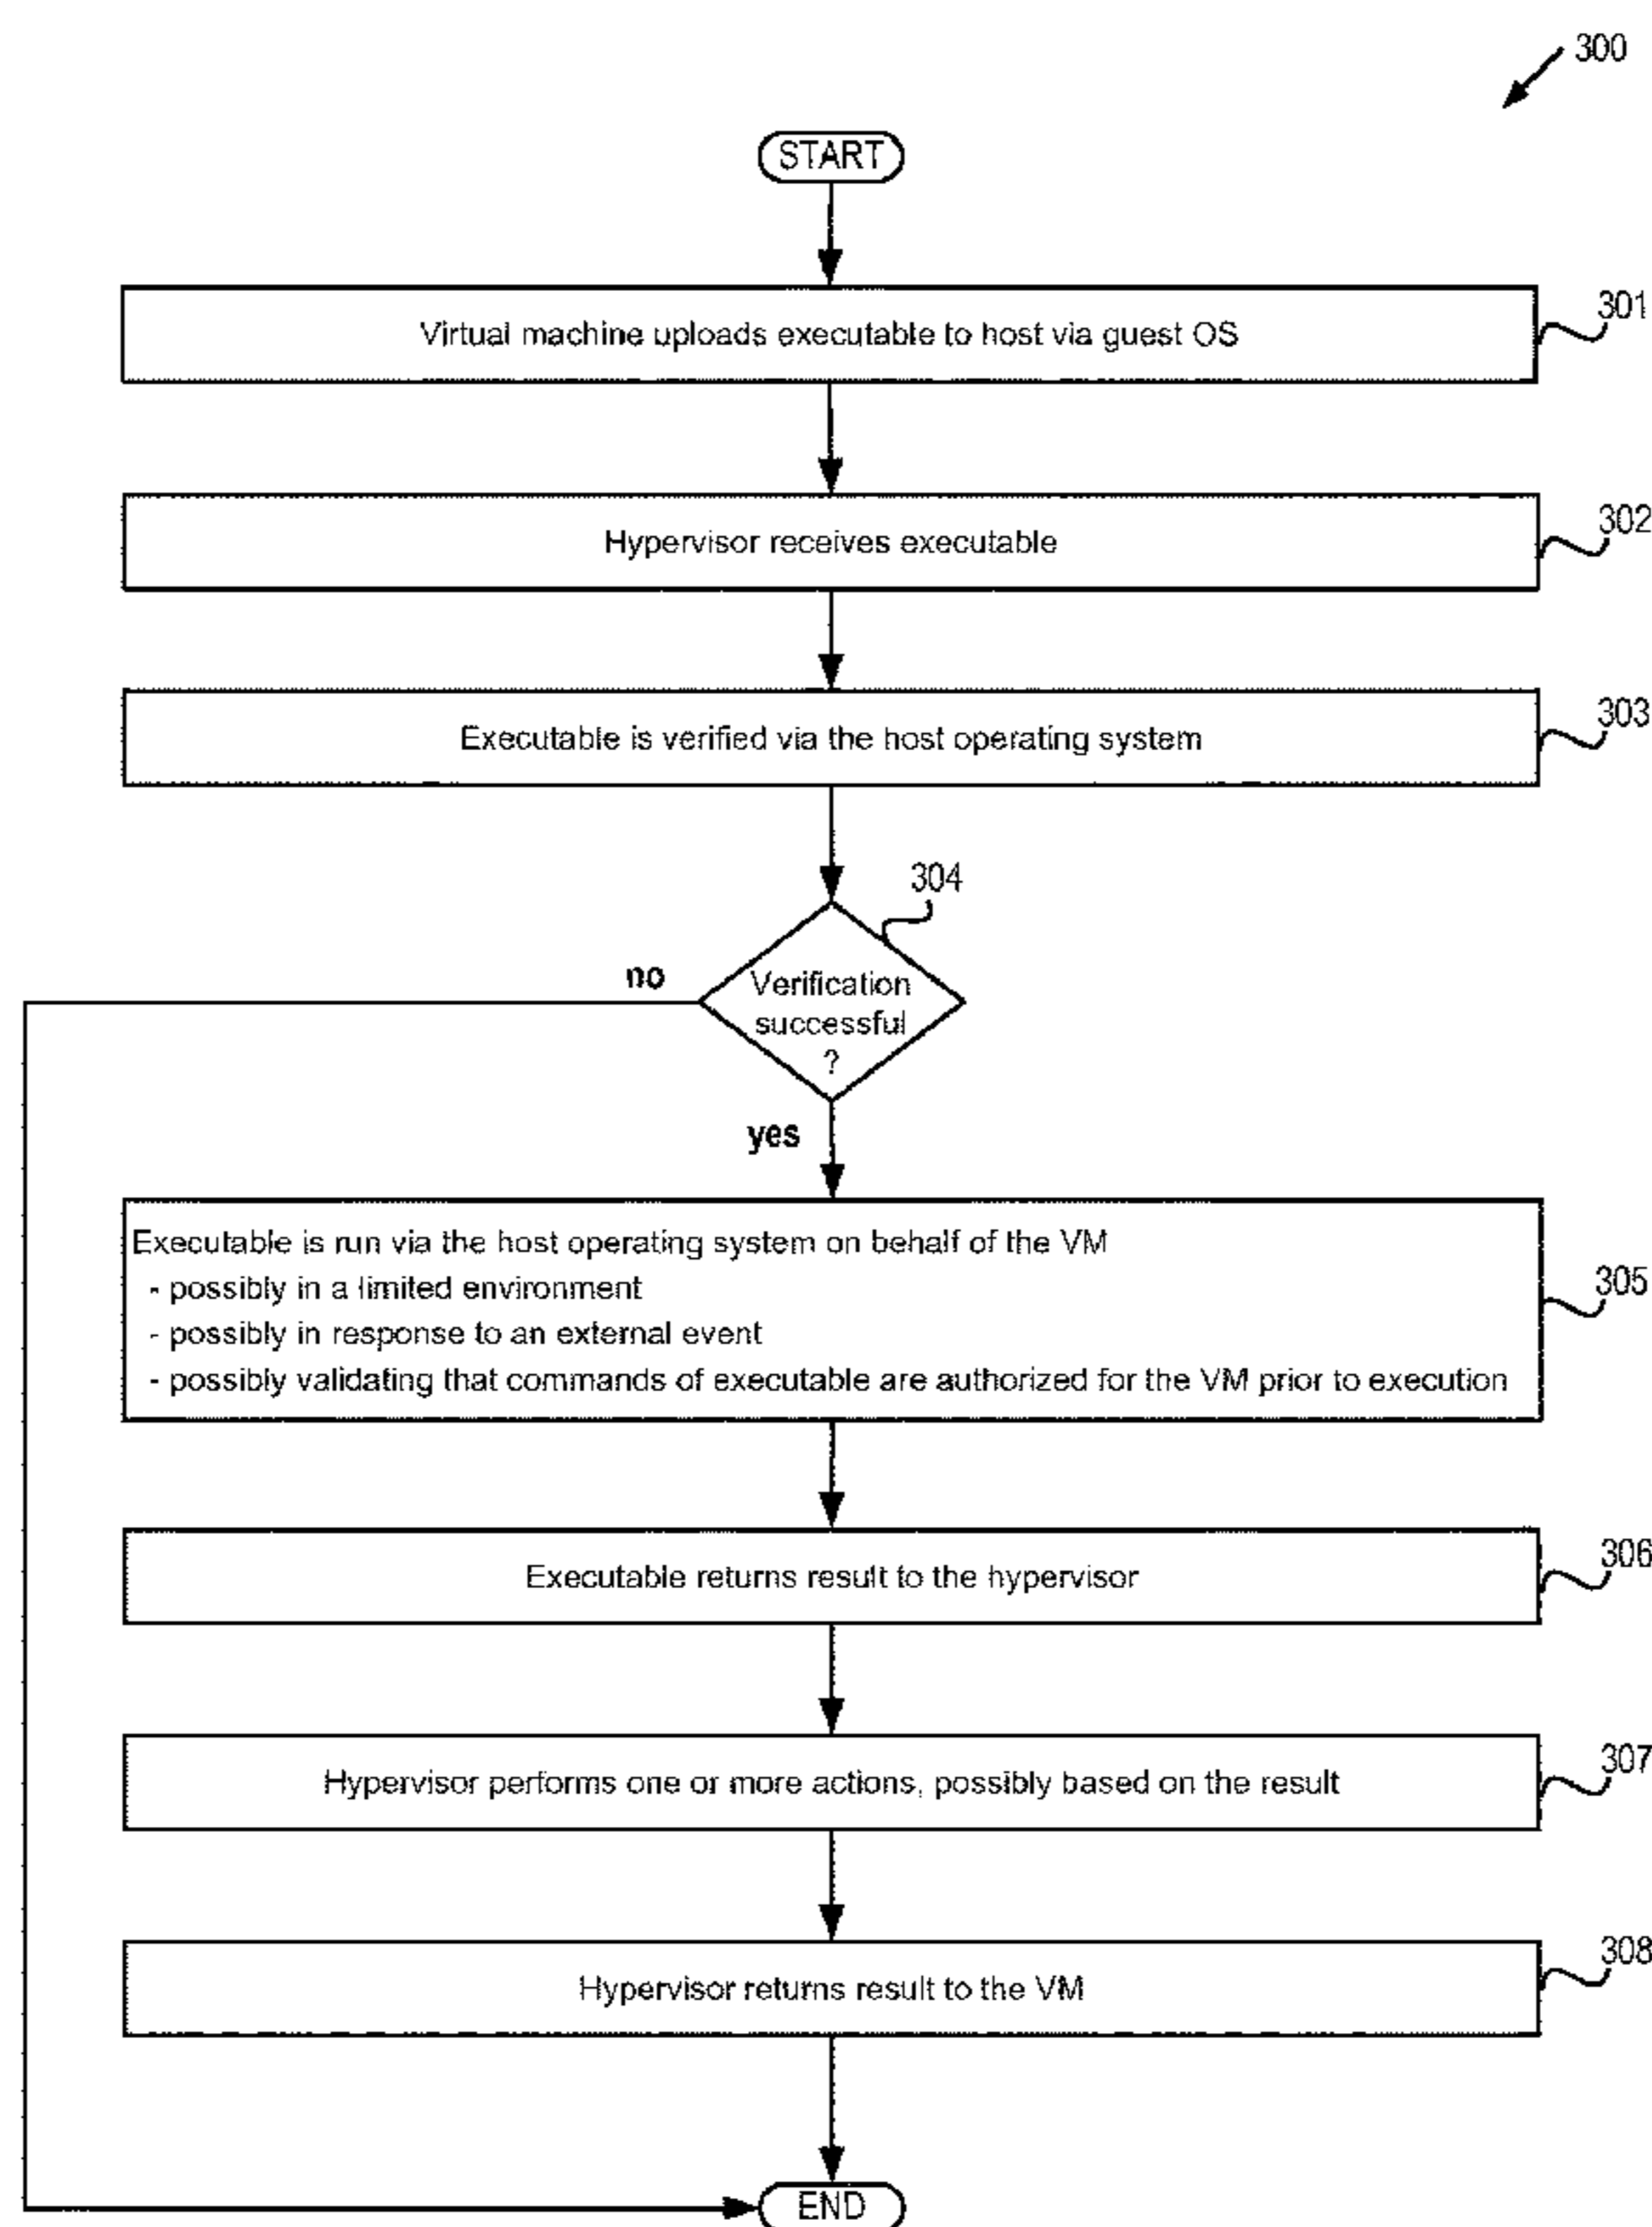 300
START
Virtual machine uploads executable to host via guest OS
301
Hypervisor receives executable
302
Executable is verified via the host operating system
303
304
no
Verification
successful
?
yes
Executable is run via the host operating system on behalf of the VM
- possibly in a limited environment
- possibly in response to an external event
- possibly validating that commands of executable are authorized for the VM prior to execution
305
Executable returns result to the hypervisor
306
Hypervisor performs one or more actions, possibly based on the result
307
Hypervisor returns result to the VM
308
END